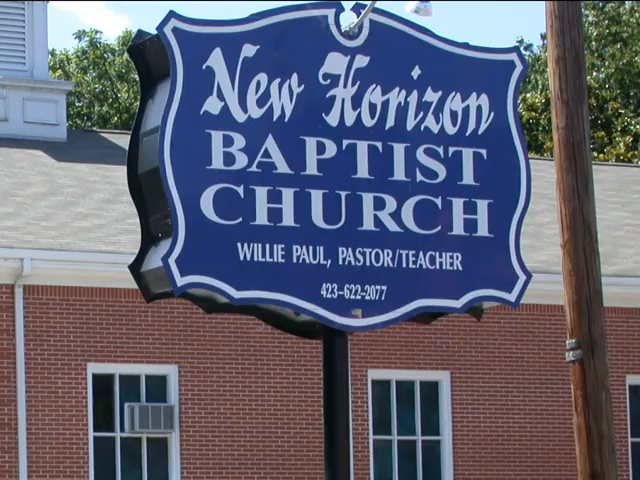 New Horizon
BAPTIST
CHURCH
WILLIE PAUL, PASTOR/TEACHER
423-622-2077